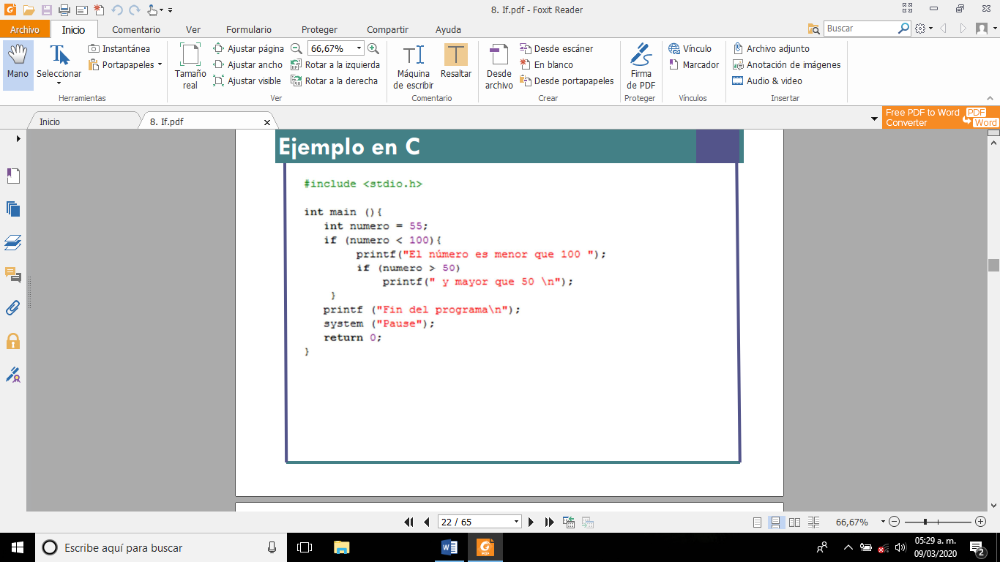 8. If.pdf - Foxit Reader
Archivo Inicio Comentario Ver Formulario Proteger Compartir Ayuda Buscar
Mano
Seleccionar
Instantánea
Portapapeles
Herramientas
Tamaño real
Ajustar página
Ajustar ancho
Ajustar visible
66,67%
Rotar a la izquierda
Rotar a la derecha
Ver
Máquina de escribir
Resaltar
Comentario
Desde archivo
Desde escáner
En blanco
Desde portapapeles
Crear
Firma de PDF
Proteger
Vínculo
Marcador
Vínculos
Archivo adjunto
Anotación de imágenes
Audio & video
Insertar
Inicio
8. If.pdf
Free PDF to Word Converter
PDF
Word
Ejemplo en C
#include <stdio.h>
int main (){
int numero = 55;
if (numero < 100){
printf("El número es menor que 100 ");
if (numero > 50)
printf(" y mayor que 50 \n");
}
printf ("Fin del programa\n");
system ("Pause");
return 0;
}
22 / 65
66,67%
Escribe aquí para buscar
PDF
05:29 a. m.
09/03/2020
2